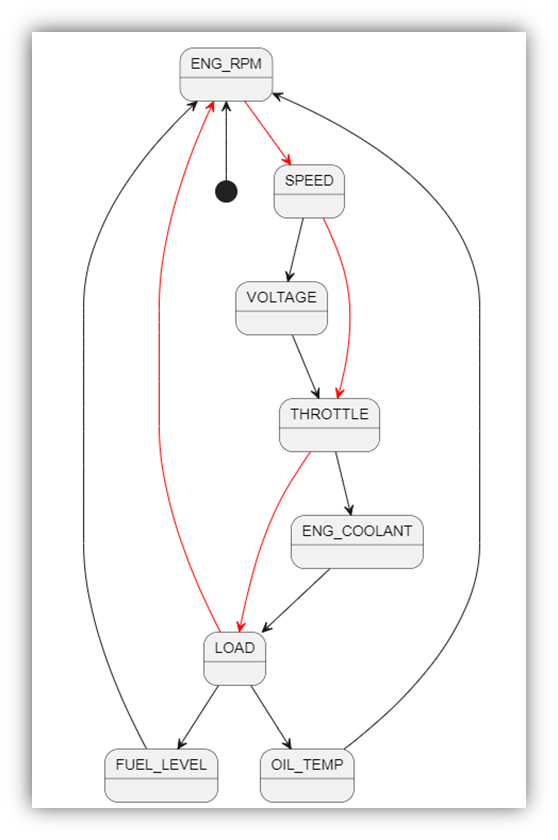 ENG_RPM
SPEED
VOLTAGE
THROTTLE
ENG_COOLANT
LOAD
FUEL_LEVEL
OIL_TEMP